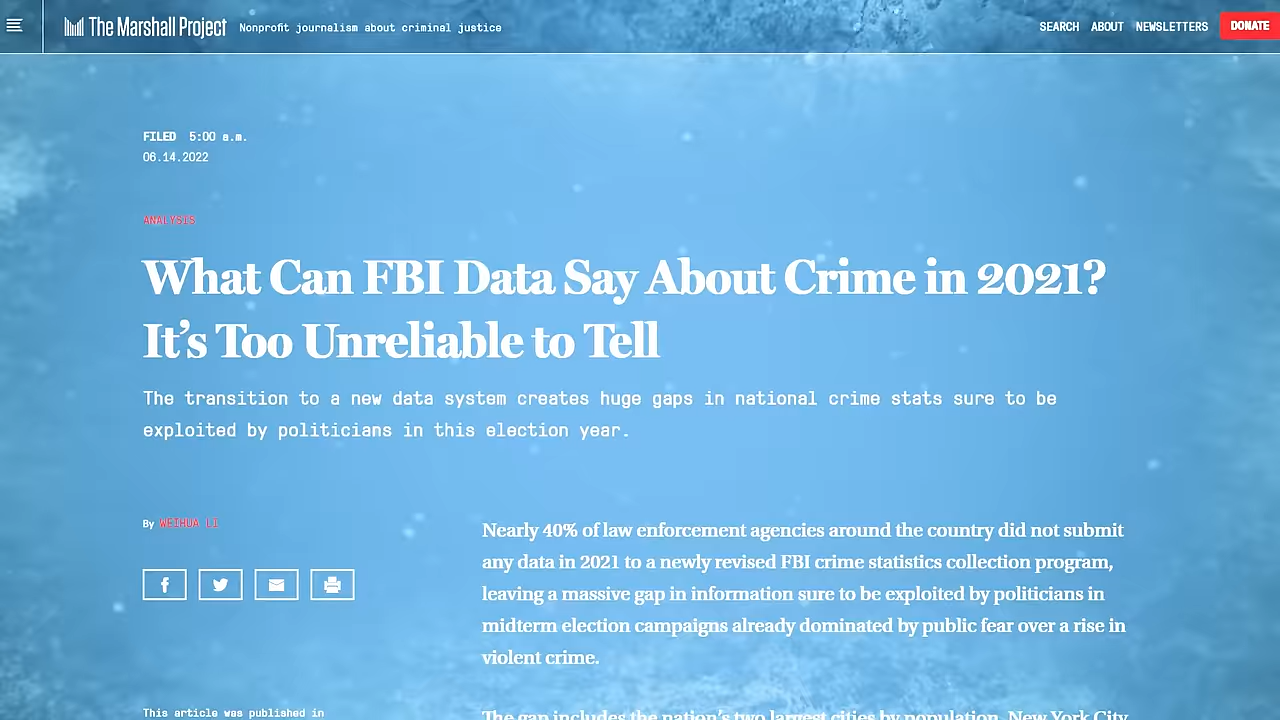 The Marshall Project Nonprofit journalism about criminal justice SEARCH ABOUT NEWSLETTERS DONATE
FILED 5:00 a.m.
06.14.2022
ANALYSIS
What Can FBI Data Say About Crime in 2021?
It’s Too Unreliable to Tell
The transition to a new data system creates huge gaps in national crime stats sure to be
exploited by politicians in this election year.
By WEIHUA LI
Nearly 40% of law enforcement agencies around the country did not submit
any data in 2021 to a newly revised FBI crime statistics collection program,
leaving a massive gap in information sure to be exploited by politicians in
midterm election campaigns already dominated by public fear over a rise in
violent crime.
This article was published in
The gap includes the nation’s two largest cities by population, New York City